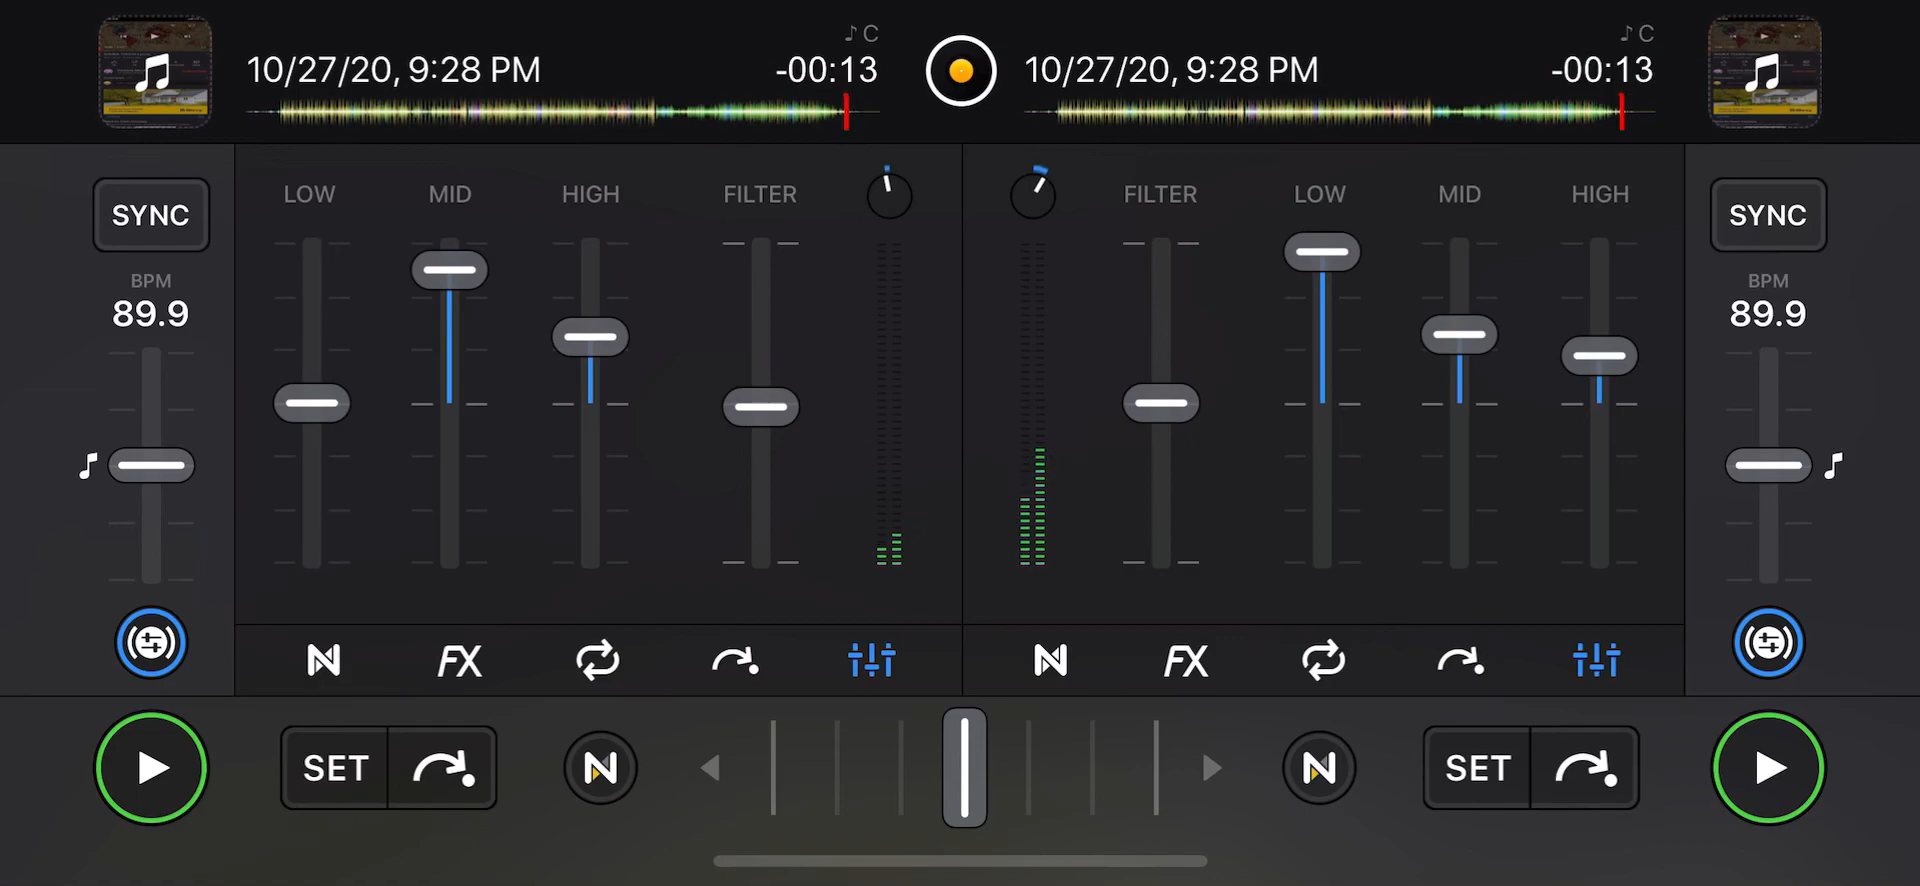 ♪ C
10/27/20, 9:28 PM
-00:13
♪ C
10/27/20, 9:28 PM
-00:13
SYNC
BPM
89.9
LOW
MID
HIGH
FILTER
FILTER
LOW
MID
HIGH
SYNC
BPM
89.9
N
FX
N
FX
SET
N
N
SET